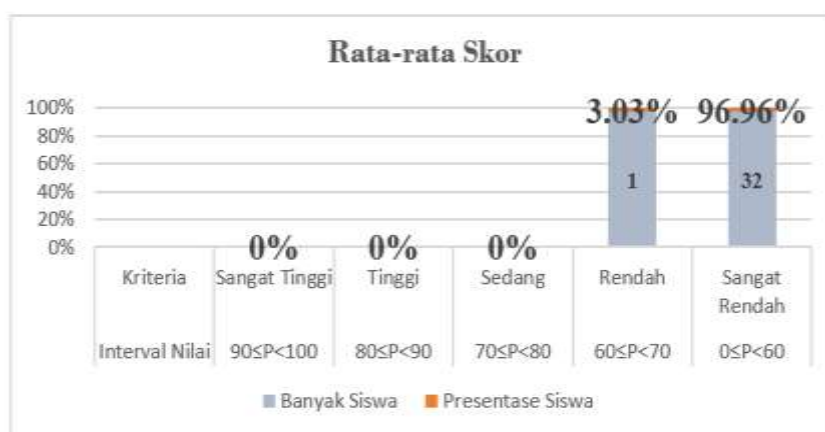 Rata-rata Skor
100%
80%
60%
40%
20%
0%
3.03% 96.96%
1 32
0% 0% 0%
Kriteria Sangat Tinggi Tinggi Sedang Rendah Sangat
Rendah
Interval Nilai 90≤P<100 80≤P<90 70≤P<80 60≤P<70 0≤P<60
Banyak Siswa Presentase Siswa